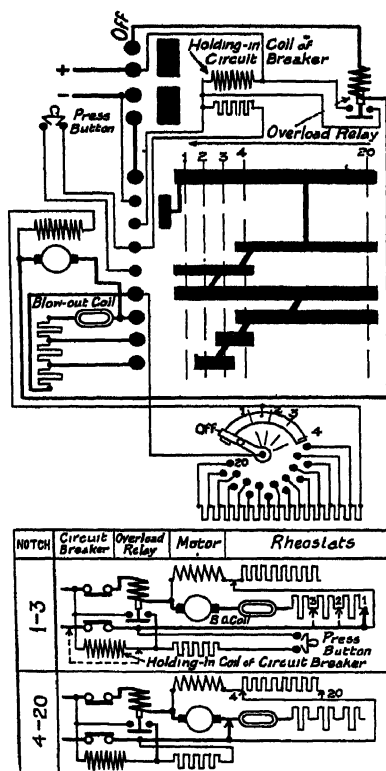 Off
Holding-in Coil of
Circuit Breaker
+
-
Press
Button
Overload Relay
1 2 3 4 20
Blow-out Coil
Off
1 2 3 4
20
NOTCH Circuit Breaker Overload Relay Motor Rheostats
1-3
B.O.Coil
3 2 1
Press
Button
Holding-In Coil of Circuit Breaker
4-20
4 20